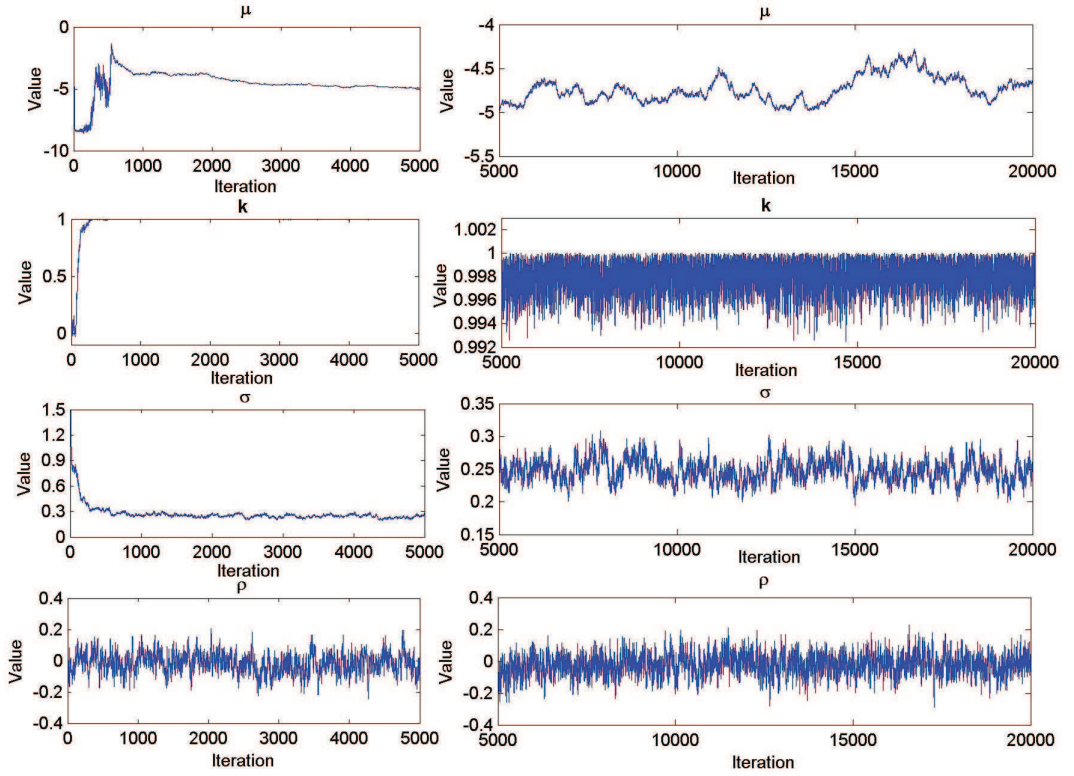 μ
0
-5
-10
Value
0 1000 2000 3000 4000 5000
Iteration
μ
-4
-4.5
-5
-5.5
Value
5000 10000 15000 20000
Iteration
k
1
0.5
0
Value
0 1000 2000 3000 4000 5000
Iteration
k
1.002
1
0.998
0.996
0.994
0.992
Value
5000 10000 15000 20000
Iteration
σ
1.5
1.2
0.9
0.6
0.3
0
Value
0 1000 2000 3000 4000 5000
Iteration
σ
0.35
0.3
0.25
0.2
0.15
Value
5000 10000 15000 20000
Iteration
ρ
0.4
0.2
0
-0.2
-0.4
Value
0 1000 2000 3000 4000 5000
Iteration
ρ
0.4
0.2
0
-0.2
-0.4
Value
5000 10000 15000 20000
Iteration